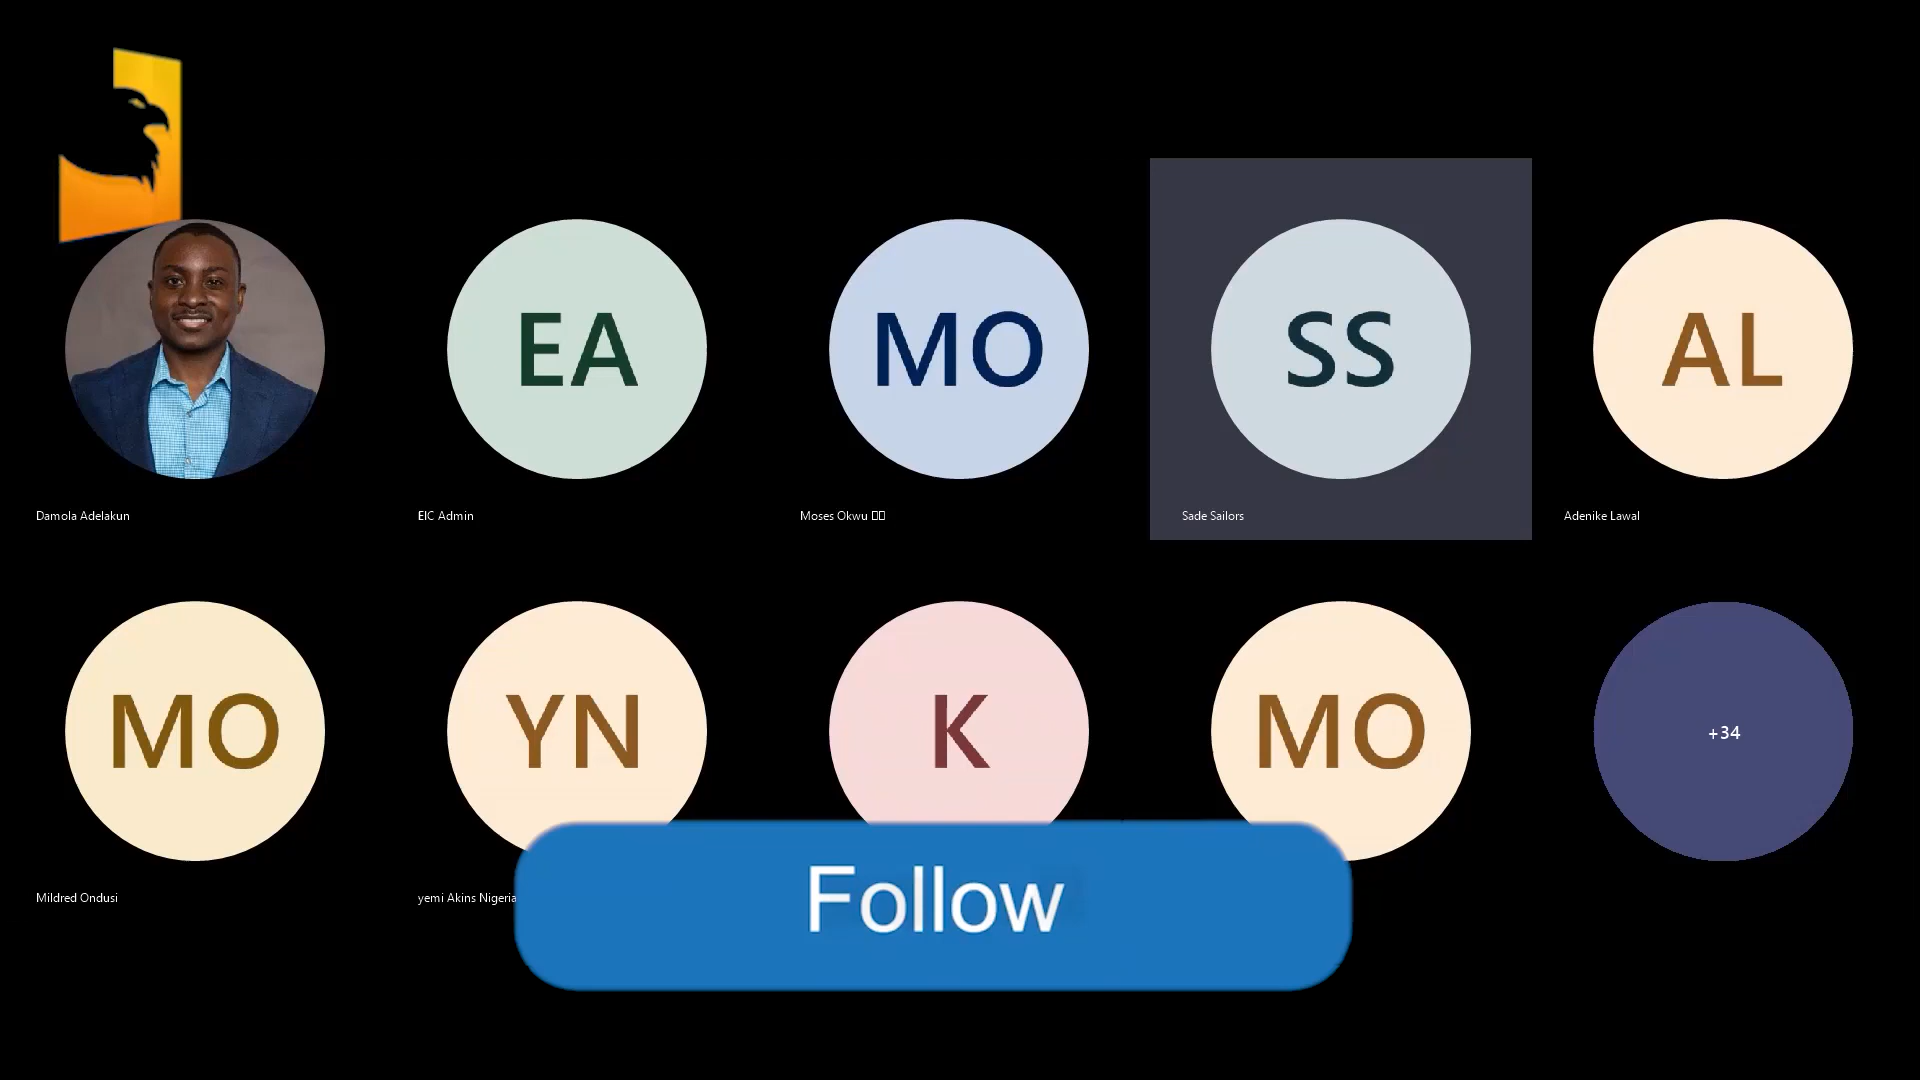 EA
MO
SS
AL
Damola Adelakun
EIC Admin
Moses Okwu
Sade Sailors
Adenike Lawal
MO
YN
K
MO
+34
Mildred Ondusi
yemi Akins Nigeria
Follow